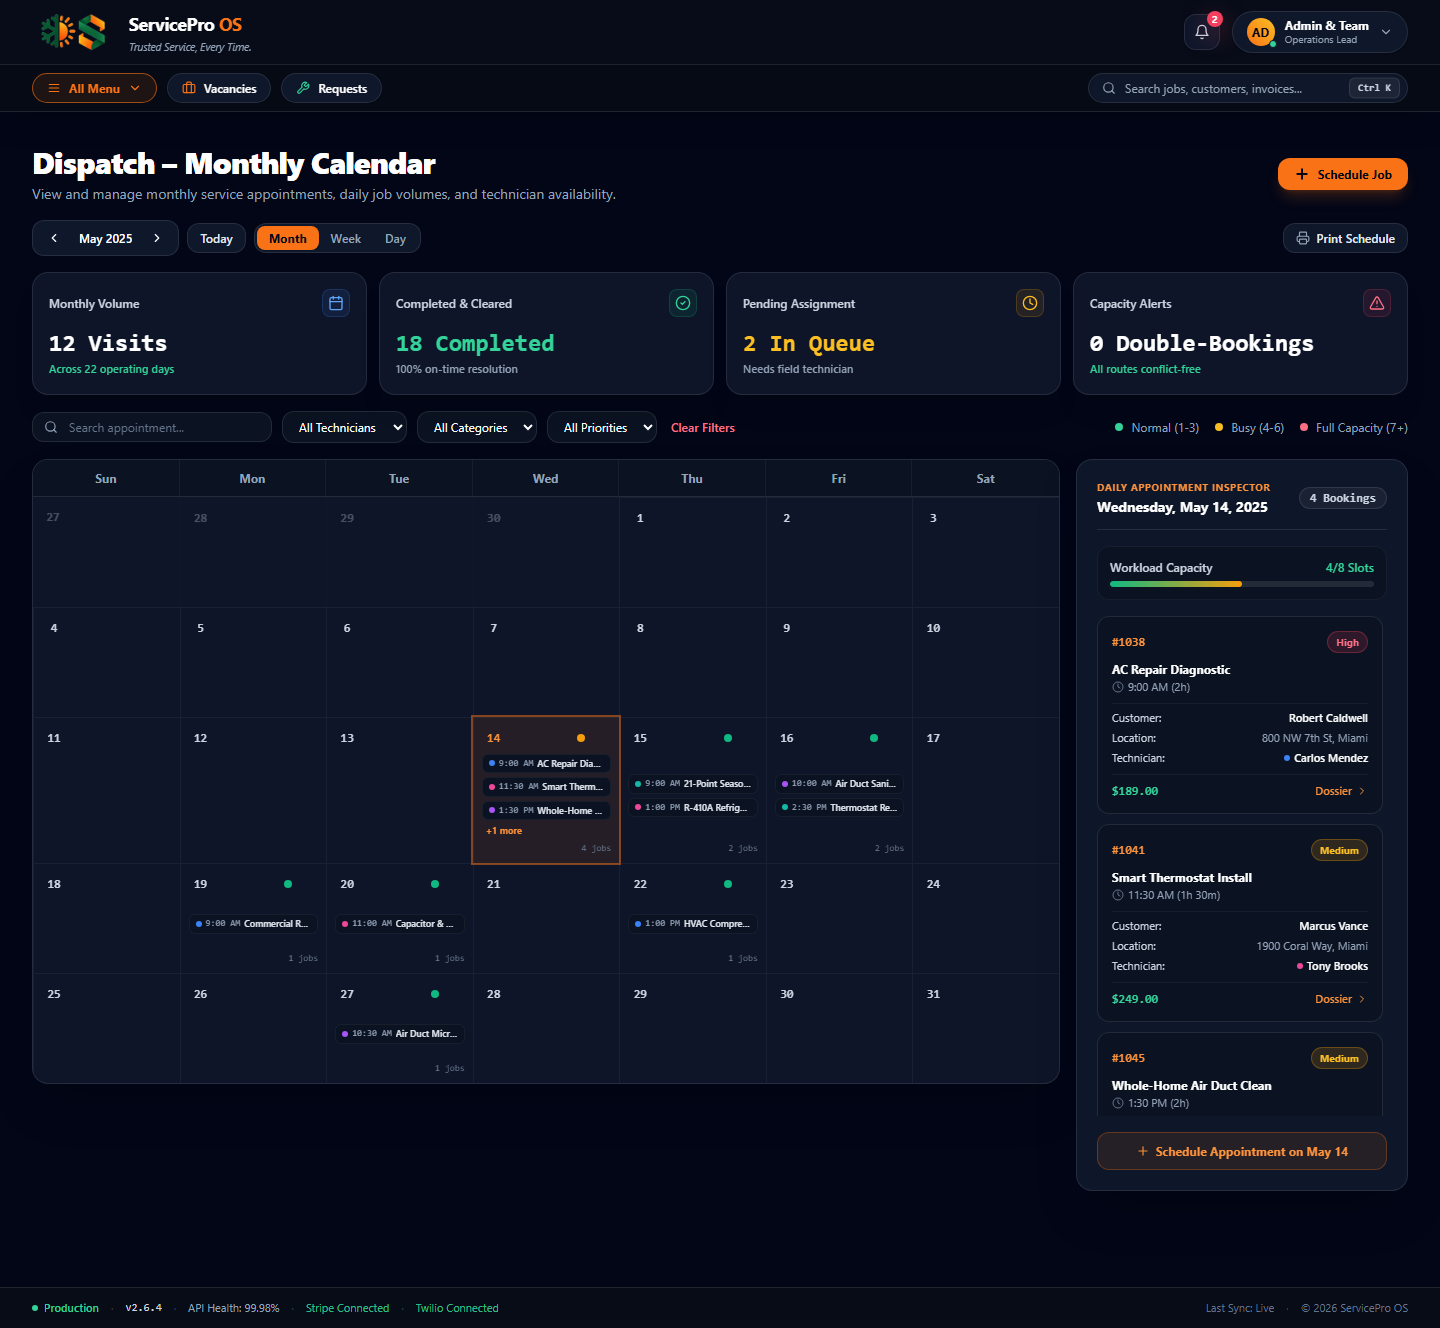 ServicePro OS
Trusted Service, Every Time.
2
AD
Admin & Team
Operations Lead
All Menu
Vacancies
Requests
Search jobs, customers, invoices...
Ctrl K
Dispatch – Monthly Calendar
View and manage monthly service appointments, daily job volumes, and technician availability.
Schedule Job
May 2025
Today
Month
Week
Day
Print Schedule
Monthly Volume
12 Visits
Across 22 operating days
Completed & Cleared
18 Completed
100% on-time resolution
Pending Assignment
2 In Queue
Needs field technician
Capacity Alerts
0 Double-Bookings
All routes conflict-free
Search appointment...
All Technicians
All Categories
All Priorities
Clear Filters
Normal (1-3)
Busy (4-6)
Full Capacity (7+)
Sun Mon Tue Wed Thu Fri Sat
27 28 29 30 1 2 3
4 5 6 7 8 9 10
11 12 13
14
9:00 AM AC Repair Dia...
11:30 AM Smart Therm...
1:30 PM Whole-Home ...
+1 more
4 jobs
15
9:00 AM 21-Point Seaso...
1:00 PM R-410A Refrig...
2 jobs
16
10:00 AM Air Duct Sani...
2:30 PM Thermostat Re...
2 jobs
17
18
19
9:00 AM Commercial R...
1 jobs
20
11:00 AM Capacitor & ...
1 jobs
21
22
1:00 PM HVAC Compre...
1 jobs
23
24
25
26
27
10:30 AM Air Duct Micr...
1 jobs
28
29
30
31
DAILY APPOINTMENT INSPECTOR
Wednesday, May 14, 2025
4 Bookings
Workload Capacity
4/8 Slots
#1038
High
AC Repair Diagnostic
9:00 AM (2h)
Customer: Robert Caldwell
Location: 800 NW 7th St, Miami
Technician: Carlos Mendez
$189.00
Dossier
#1041
Medium
Smart Thermostat Install
11:30 AM (1h 30m)
Customer: Marcus Vance
Location: 1900 Coral Way, Miami
Technician: Tony Brooks
$249.00
Dossier
#1045
Medium
Whole-Home Air Duct Clean
1:30 PM (2h)
Schedule Appointment on May 14
Production · v2.6.4 · API Health: 99.98% · Stripe Connected · Twilio Connected
Last Sync: Live · © 2026 ServicePro OS